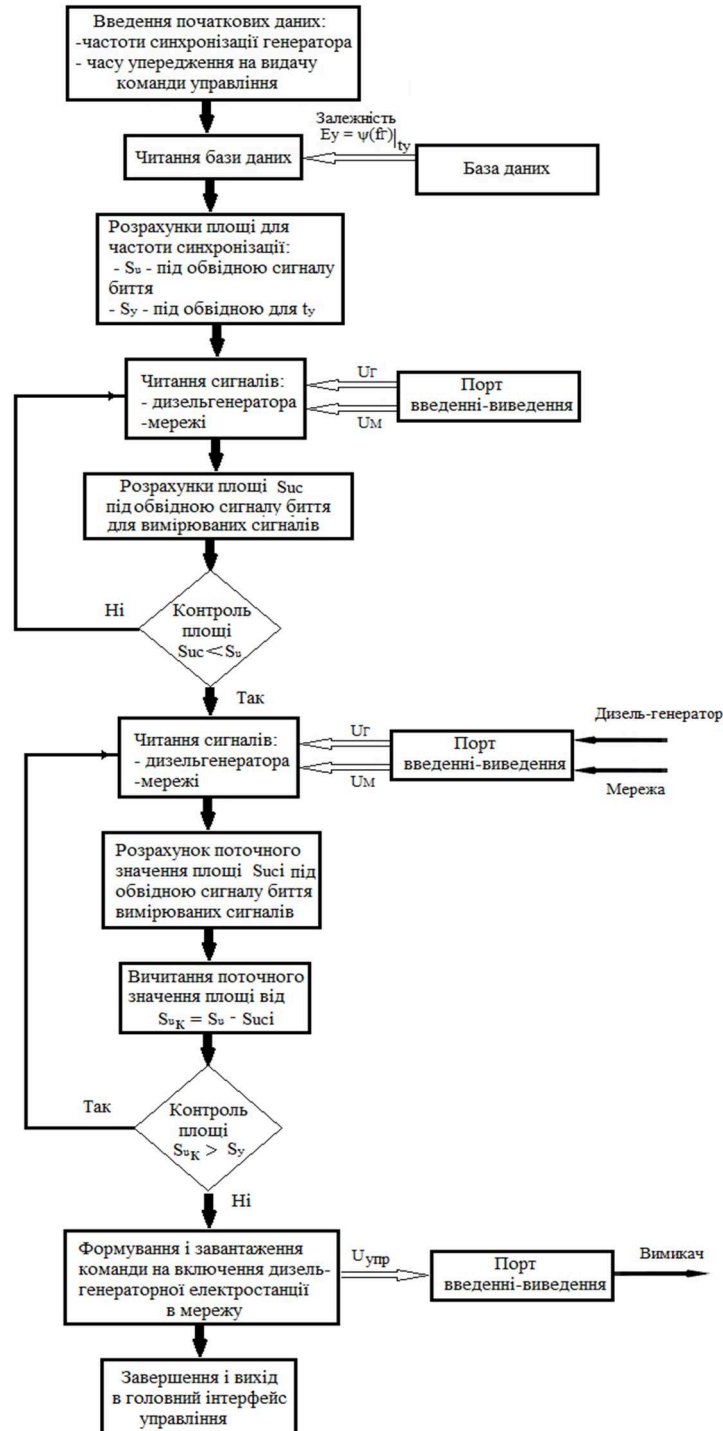 Введення початкових даних:
-частоти синхронізації генератора
- часу упередження на видачу
команди управління
Залежність
Eу = ψ(fг)|tу
Читання бази даних
База даних
Розрахунки площі для
частоти синхронізації:
- Su - під обвідною сигналу
биття
- Sу - під обвідною для tу
Читання сигналів:
- дизельгенератора
-мережі
Uг
Uм
Порт
введенні-виведення
Розрахунки площі Suc
під обвідною сигналу биття
для вимірюваних сигналів
Ні
Контроль
площі
Suc < Su
Так
Читання сигналів:
- дизельгенератора
-мережі
Uг
Uм
Порт
введенні-виведення
Дизель-генератор
Мережа
Розрахунок поточного
значення площі Suci під
обвідною сигналу биття
вимірюваних сигналів
Вичитання поточного
значення площі від
SuК = Su - Suci
Так
Контроль
площі
SuК > Sу
Ні
Формування і завантаження
команди на включення дизель-
генераторної електростанції
в мережу
Uупр
Порт
введенні-виведення
Вимикач
Завершення і вихід
в головний інтерфейс
управління